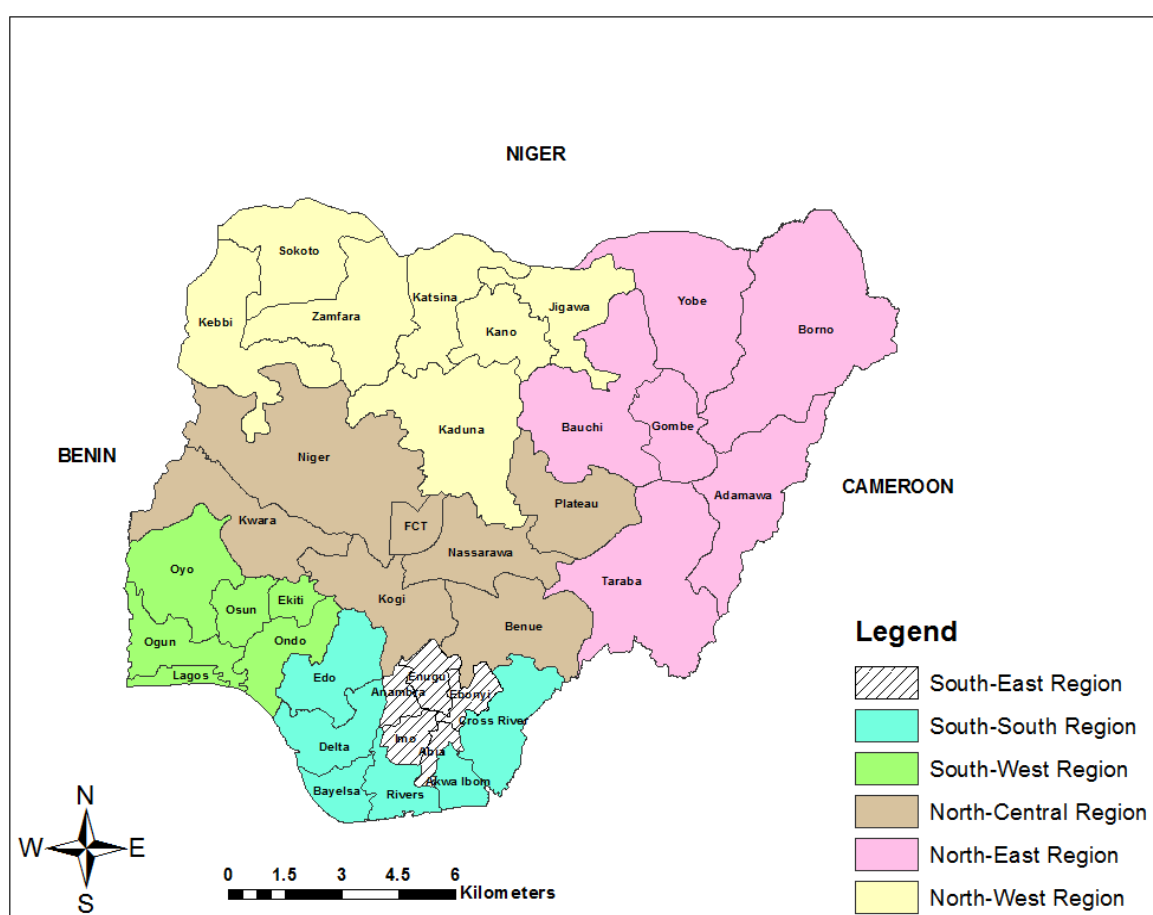 NIGER
Sokoto
Katsina
Jigawa
Yobe
Kebbi
Zamfara
Kano
Borno
Kaduna
Bauchi
Gombe
BENIN
Niger
CAMEROON
Adamawa
Plateau
Kwara
FCT
Nassarawa
Oyo
Taraba
Osun
Ekiti
Kogi
Benue
Ogun
Ondo
Lagos
Edo
Enugu
Anambra
Ebonyi
Cross River
Delta
Imo
Abia
Bayelsa
Rivers
Akwa Ibom
Legend
South-East Region
South-South Region
South-West Region
North-Central Region
North-East Region
North-West Region
N
W E
S
0 1.5 3 4.5 6
Kilometers